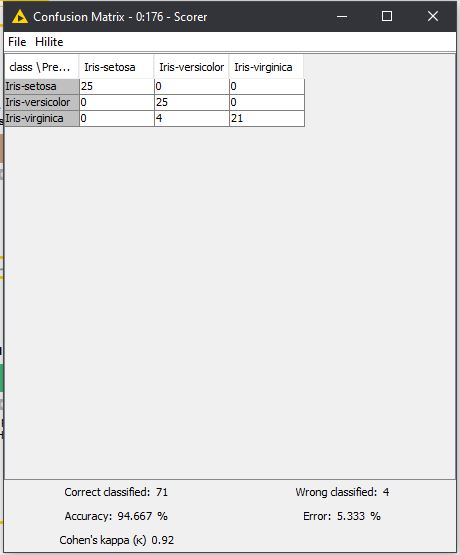 Confusion Matrix - 0:176 - Scorer
File Hilite
class \ Pre... Iris-setosa Iris-versicolor Iris-virginica
Iris-setosa 25 0 0
Iris-versicolor 0 25 0
Iris-virginica 0 4 21
Correct classified: 71 Wrong classified: 4
Accuracy: 94.667 % Error: 5.333 %
Cohen's kappa (κ) 0.92